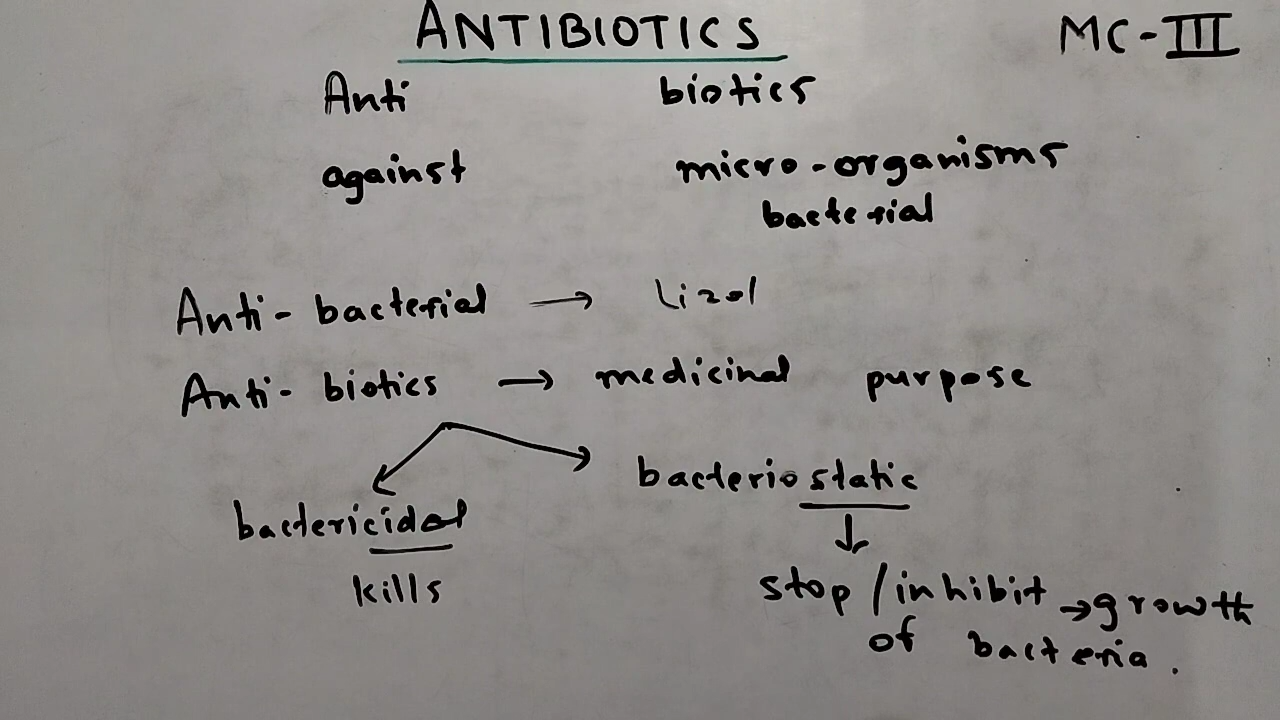 ANTIBIOTICS MC-III
Anti biotics
against micro-organisms
bacterial
Anti-bacterial → Lizol
Anti-biotics → medicinal purpose
bacteriostatic
bactericidal
kills
stop/inhibit → growth
of bacteria.